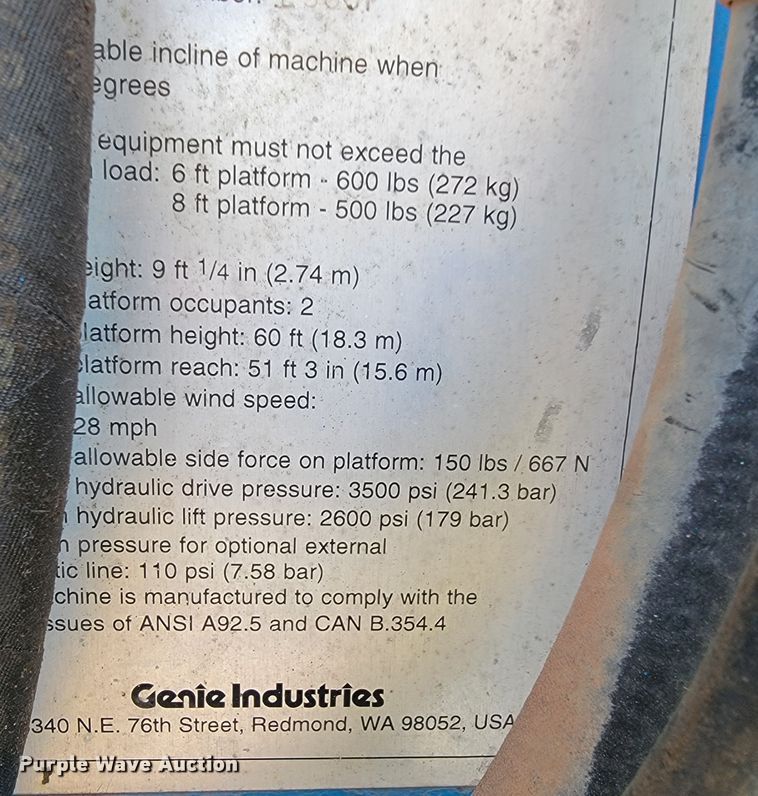 able incline of machine when
egrees
equipment must not exceed the
load: 6 ft platform - 600 lbs (272 kg)
8 ft platform - 500 lbs (227 kg)
eight: 9 ft 1/4 in (2.74 m)
atform occupants: 2
latform height: 60 ft (18.3 m)
latform reach: 51 ft 3 in (15.6 m)
allowable wind speed:
28 mph
allowable side force on platform: 150 lbs / 667 N
hydraulic drive pressure: 3500 psi (241.3 bar)
hydraulic lift pressure: 2600 psi (179 bar)
pressure for optional external
tic line: 110 psi (7.58 bar)
chine is manufactured to comply with the
ssues of ANSI A92.5 and CAN B.354.4
Genie Industries
340 N.E. 76th Street, Redmond, WA 98052, USA
Purple Wave Auction